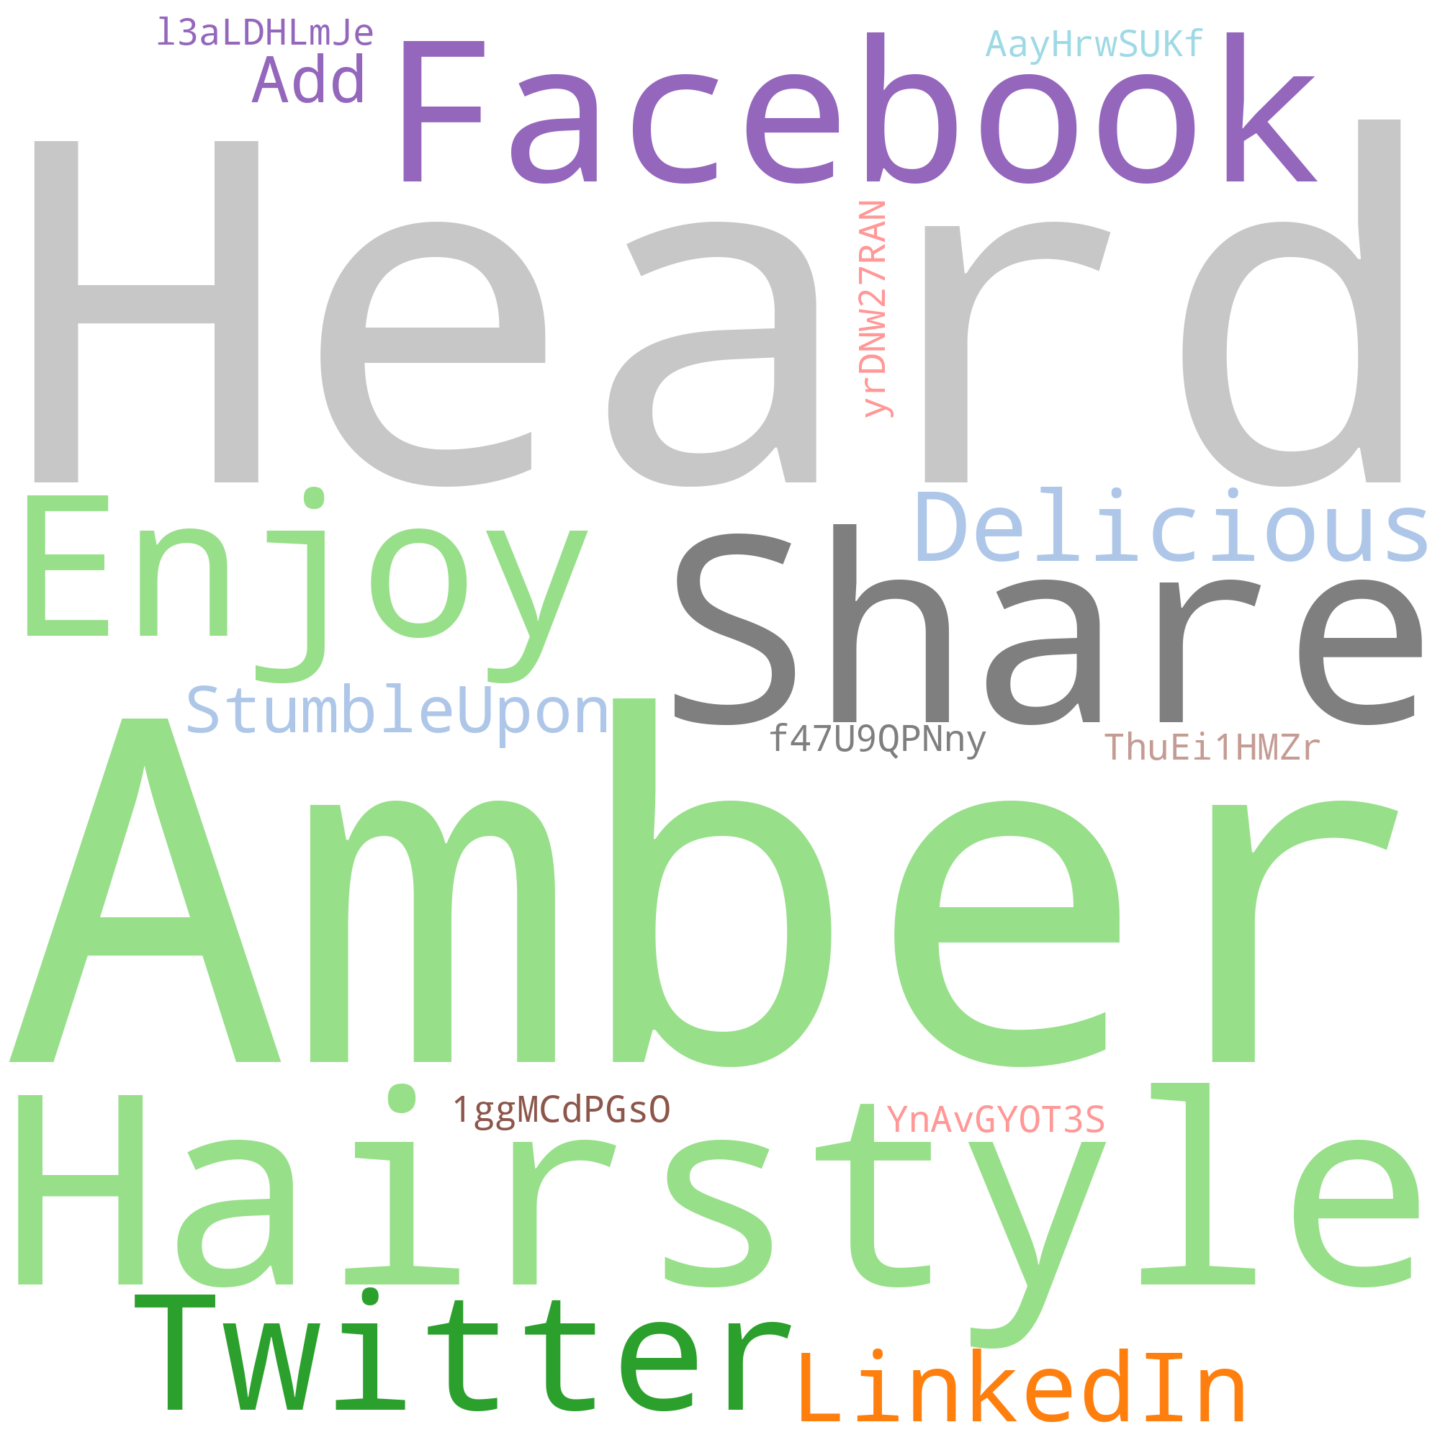 l3aLDHLmJe
AayHrwSUKf
Add
Facebook
Heard
yrDNW27RAN
Enjoy
Delicious
Share
StumbleUpon
f47U9QPNny
ThuEi1HMZr
Amber
Hairstyle
1ggMCdPGsO
YnAvGYOT3S
Twitter
LinkedIn